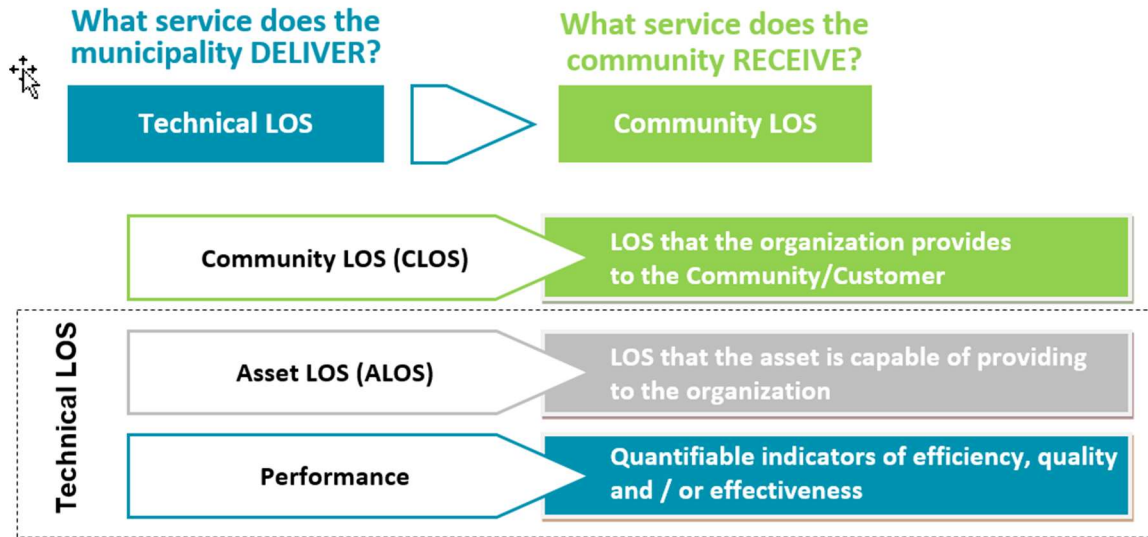 What service does the
municipality DELIVER?
What service does the
community RECEIVE?
Technical LOS
Community LOS
Community LOS (CLOS)
LOS that the organization provides
to the Community/Customer
Technical LOS
Asset LOS (ALOS)
LOS that the asset is capable of providing
to the organization
Performance
Quantifiable indicators of efficiency, quality
and / or effectiveness